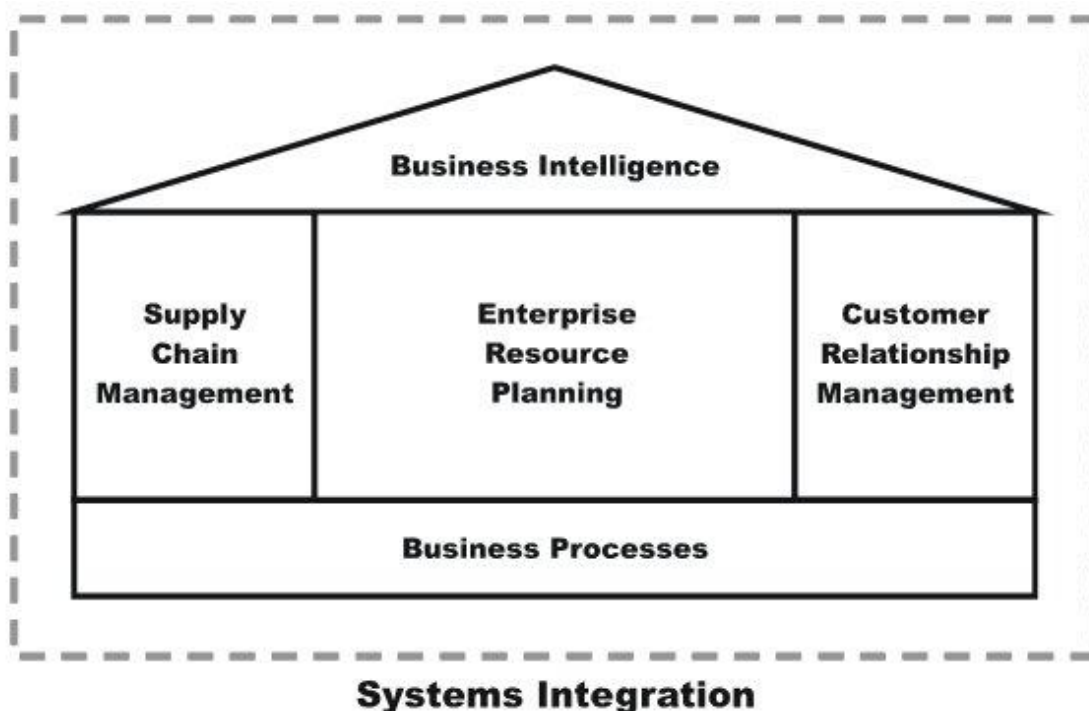 Business Intelligence
Supply
Chain
Management
Enterprise
Resource
Planning
Customer
Relationship
Management
Business Processes
Systems Integration